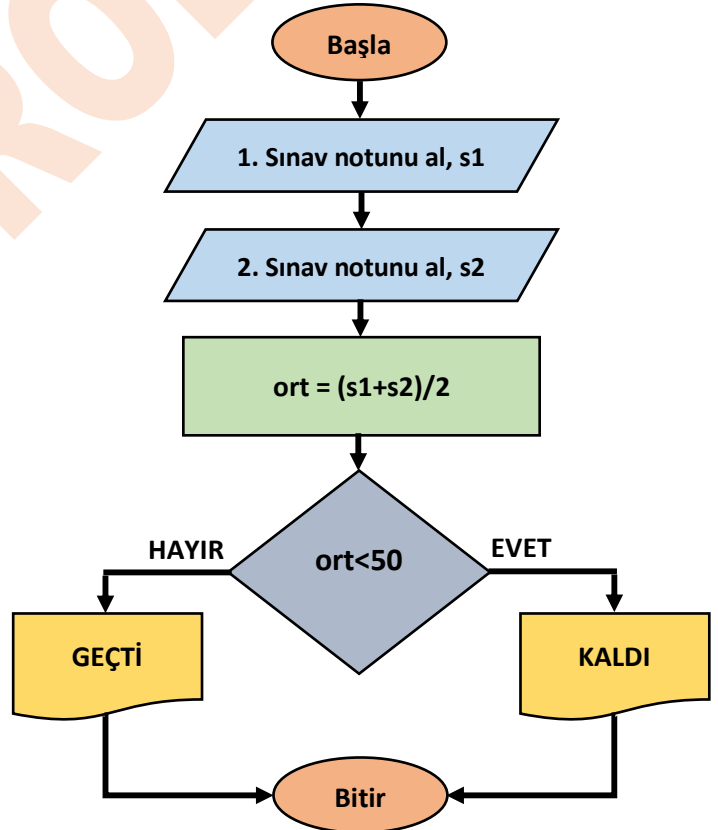 Başla
1. Sınav notunu al, s1
2. Sınav notunu al, s2
ort = (s1+s2)/2
HAYIR
ort<50
EVET
GEÇTİ
KALDI
Bitir